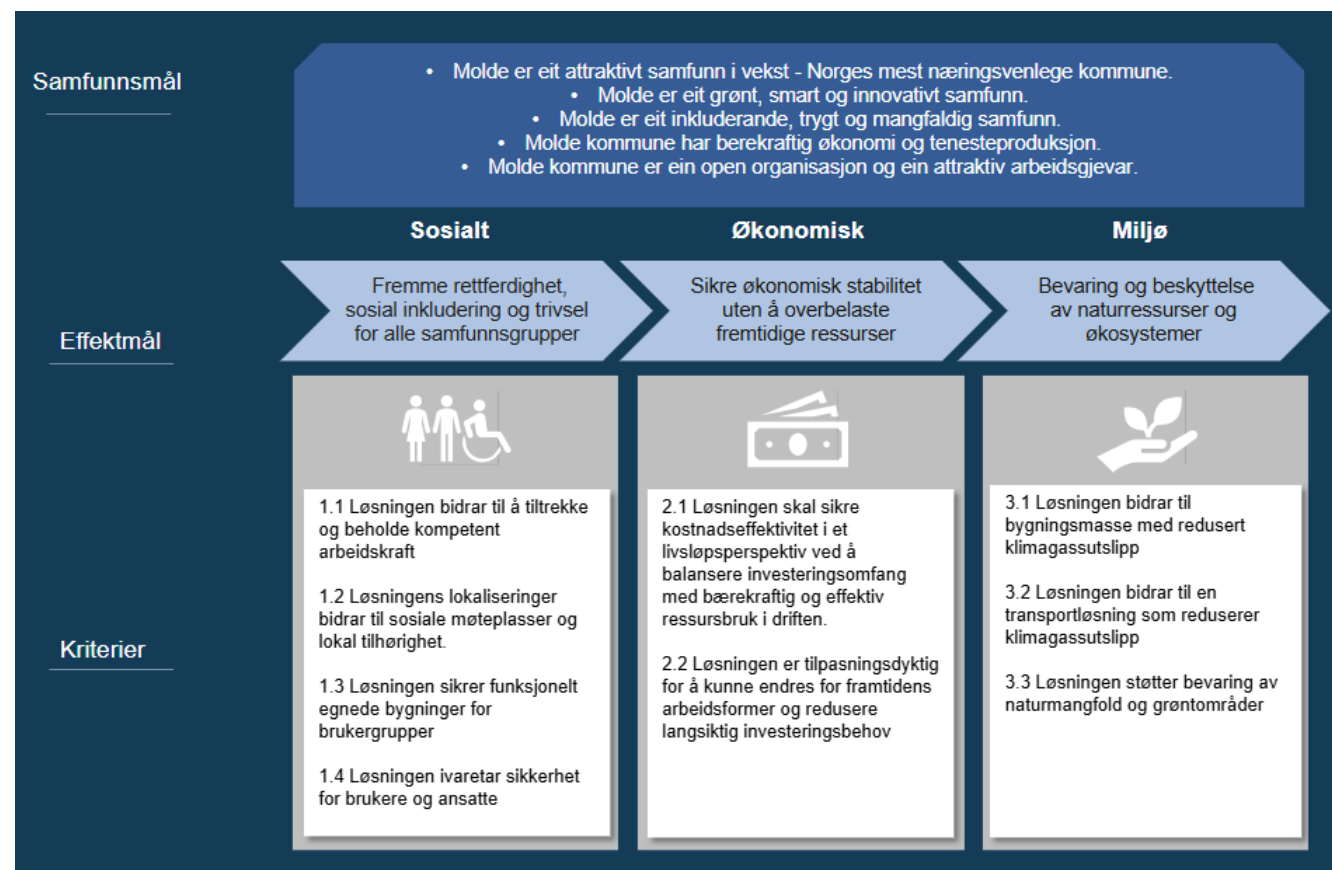 Samfunnsmål
• Molde er eit attraktivt samfunn i vekst - Norges mest næringsvenlege kommune.
• Molde er eit grønt, smart og innovativt samfunn.
• Molde er eit inkluderande, trygt og mangfaldig samfunn.
• Molde kommune har berekraftig økonomi og tenesteproduksjon.
• Molde kommune er ein open organisasjon og ein attraktiv arbeidsgjevar.
Sosialt
Økonomisk
Miljø
Effektmål
Fremme rettferdighet,
sosial inkludering og trivsel
for alle samfunnsgrupper
Sikre økonomisk stabilitet
uten å overbelaste
fremtidige ressurser
Bevaring og beskyttelse
av naturressurser og
økosystemer
Kriterier
1.1 Løsningen bidrar til å tiltrekke
og beholde kompetent
arbeidskraft
1.2 Løsningens lokaliseringer
bidrar til sosiale møteplasser og
lokal tilhørighet.
1.3 Løsningen sikrer funksjonelt
egnede bygninger for
brukergrupper
1.4 Løsningen ivaretar sikkerhet
for brukere og ansatte
2.1 Løsningen skal sikre
kostnadseffektivitet i et
livsløpsperspektiv ved å
balansere investeringsomfang
med bærekraftig og effektiv
ressursbruk i driften.
2.2 Løsningen er tilpasningsdyktig
for å kunne endres for framtidens
arbeidsformer og redusere
langsiktig investeringsbehov
3.1 Løsningen bidrar til
bygningsmasse med redusert
klimagassutslipp
3.2 Løsningen bidrar til en
transportløsning som reduserer
klimagassutslipp
3.3 Løsningen støtter bevaring av
naturmangfold og grøntområder